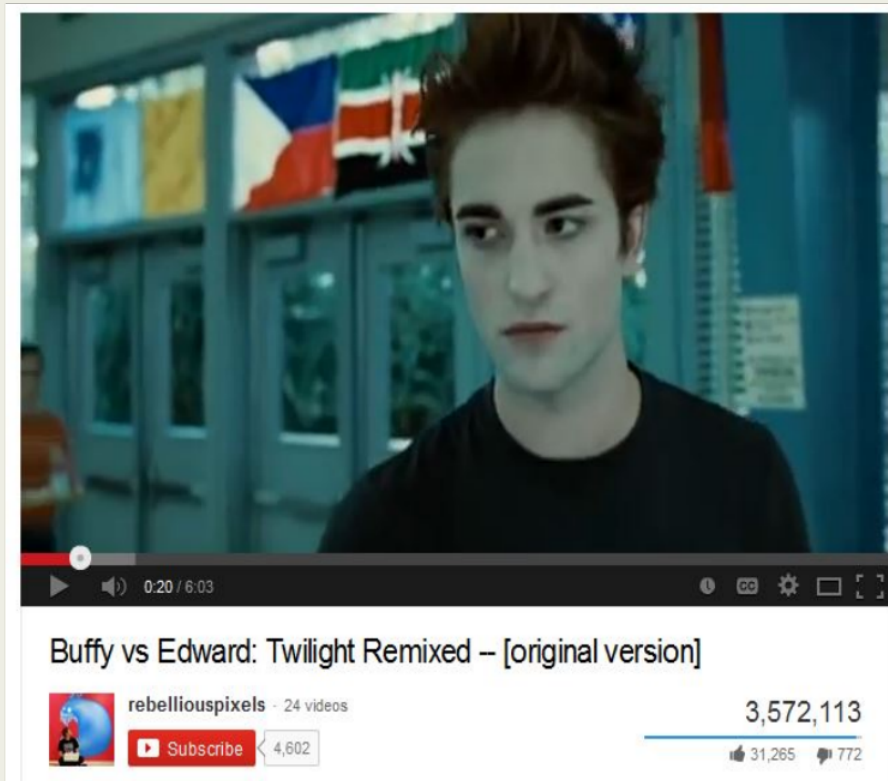 0:20 / 6:03
CC
Buffy vs Edward: Twilight Remixed -- [original version]
rebelliouspixels · 24 videos
3,572,113
Subscribe 4,602
31,265 772